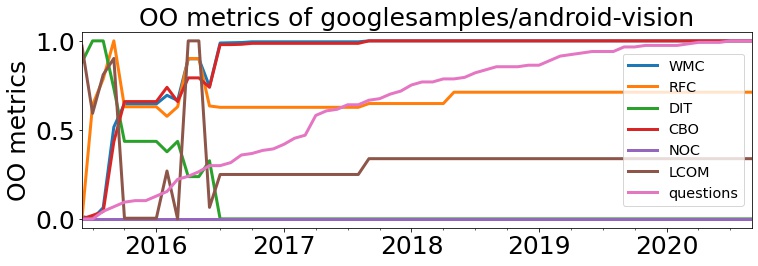 OO metrics of googlesamples/android-vision
OO metrics
1.0
0.5
0.0
2016
2017
2018
2019
2020
WMC
RFC
DIT
CBO
NOC
LCOM
questions